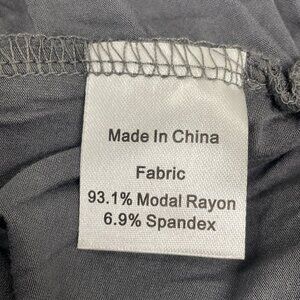 Made In China
Fabric
93.1% Modal Rayon
6.9% Spandex